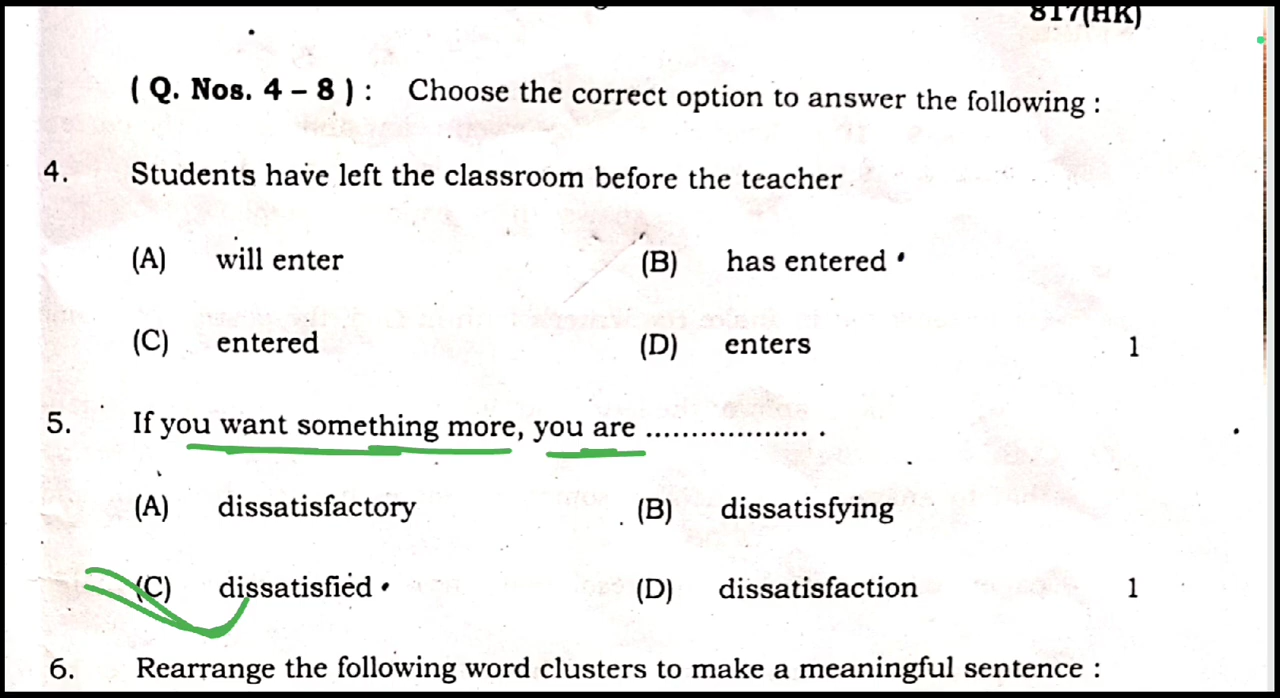 817(HK)
( Q. Nos. 4 – 8 ) : Choose the correct option to answer the following :
4. Students have left the classroom before the teacher
(A) will enter (B) has entered
(C) entered (D) enters 1
5. If you want something more, you are .................. .
(A) dissatisfactory (B) dissatisfying
(C) dissatisfied (D) dissatisfaction 1
6. Rearrange the following word clusters to make a meaningful sentence :